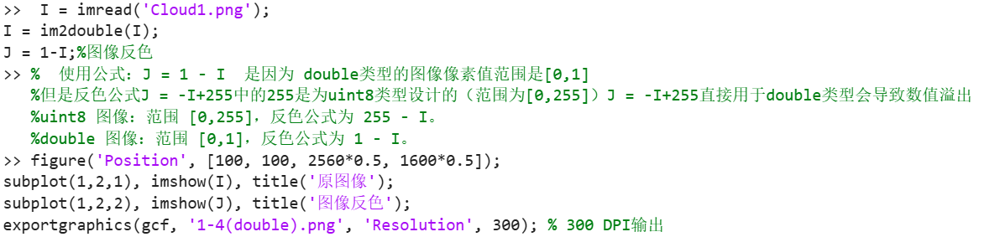 >>  I = imread('Cloud1.png');
I = im2double(I);
J = 1-I;%图像反色
>> %  使用公式：J = 1 - I  是因为 double类型的图像像素值范围是[0,1]
%但是反色公式J = -I+255中的255是为uint8类型设计的（范围为[0,255]）J = -I+255直接用于double类型会导致数值溢出
%uint8 图像：范围 [0,255]，反色公式为 255 - I。
%double 图像：范围 [0,1]，反色公式为 1 - I。
>> figure('Position', [100, 100, 2560*0.5, 1600*0.5]);
subplot(1,2,1), imshow(I), title('原图像');
subplot(1,2,2), imshow(J), title('图像反色');
exportgraphics(gcf, '1-4(double).png', 'Resolution', 300); % 300 DPI输出